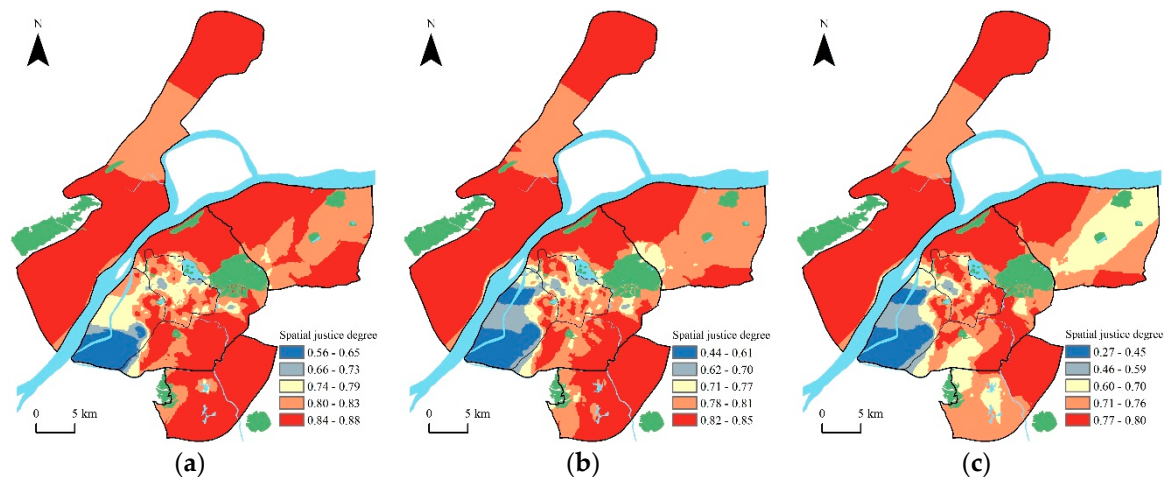 N
Spatial justice degree
0.56 - 0.65
0.66 - 0.73
0.74 - 0.79
0.80 - 0.83
0.84 - 0.88
0 5 km
(a)
N
Spatial justice degree
0.44 - 0.61
0.62 - 0.70
0.71 - 0.77
0.78 - 0.81
0.82 - 0.85
0 5 km
(b)
N
Spatial justice degree
0.27 - 0.45
0.46 - 0.59
0.60 - 0.70
0.71 - 0.76
0.77 - 0.80
0 5 km
(c)